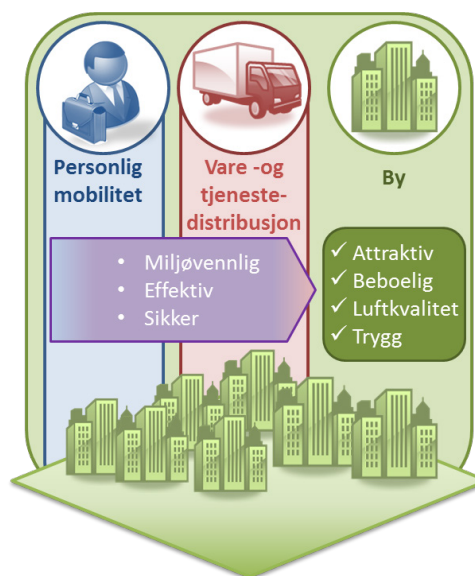 Personlig
mobilitet
Vare -og
tjeneste-
distribusjon
By
• Miljøvennlig
• Effektiv
• Sikker
✓ Attraktiv
✓ Beboelig
✓ Luftkvalitet
✓ Trygg